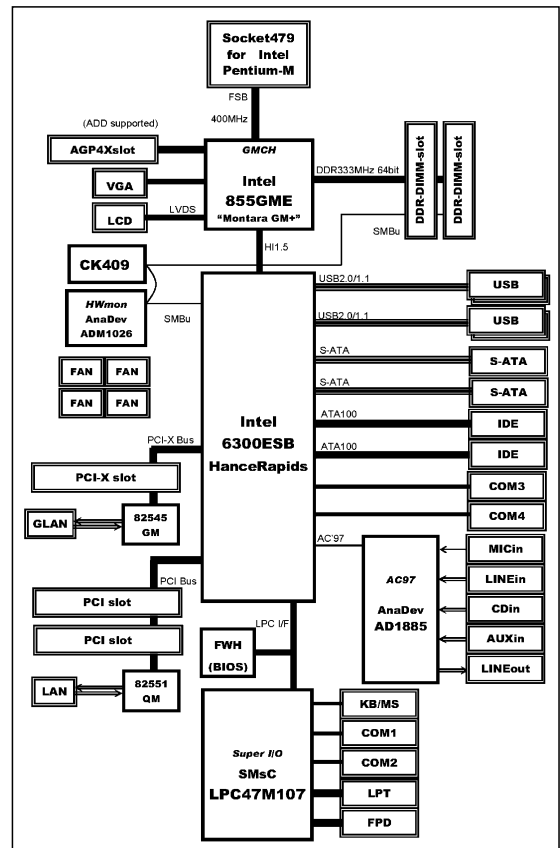 Socket479
for Intel
Pentium-M
FSB
400MHz
(ADD supported)
AGP4Xslot
VGA
LCD
LVDS
GMCH
Intel
855GME
"Montara GM+"
DDR333MHz 64bit
DDR-DIMM-slot
DDR-DIMM-slot
SMBu
HI1.5
CK409
HWmon
AnaDev
ADM1026
SMBu
FAN FAN
FAN FAN
Intel
6300ESB
HanceRapids
USB2.0/1.1
USB
USB2.0/1.1
USB
S-ATA
S-ATA
S-ATA
S-ATA
ATA100
IDE
ATA100
IDE
COM3
COM4
PCI-X Bus
PCI-X slot
GLAN
82545
GM
PCI Bus
PCI slot
PCI slot
LAN
82551
QM
AC'97
AC97
AnaDev
AD1885
MICin
LINEin
CDin
AUXin
LINEout
LPC I/F
FWH
(BIOS)
Super I/O
SMsC
LPC47M107
KB/MS
COM1
COM2
LPT
FPD